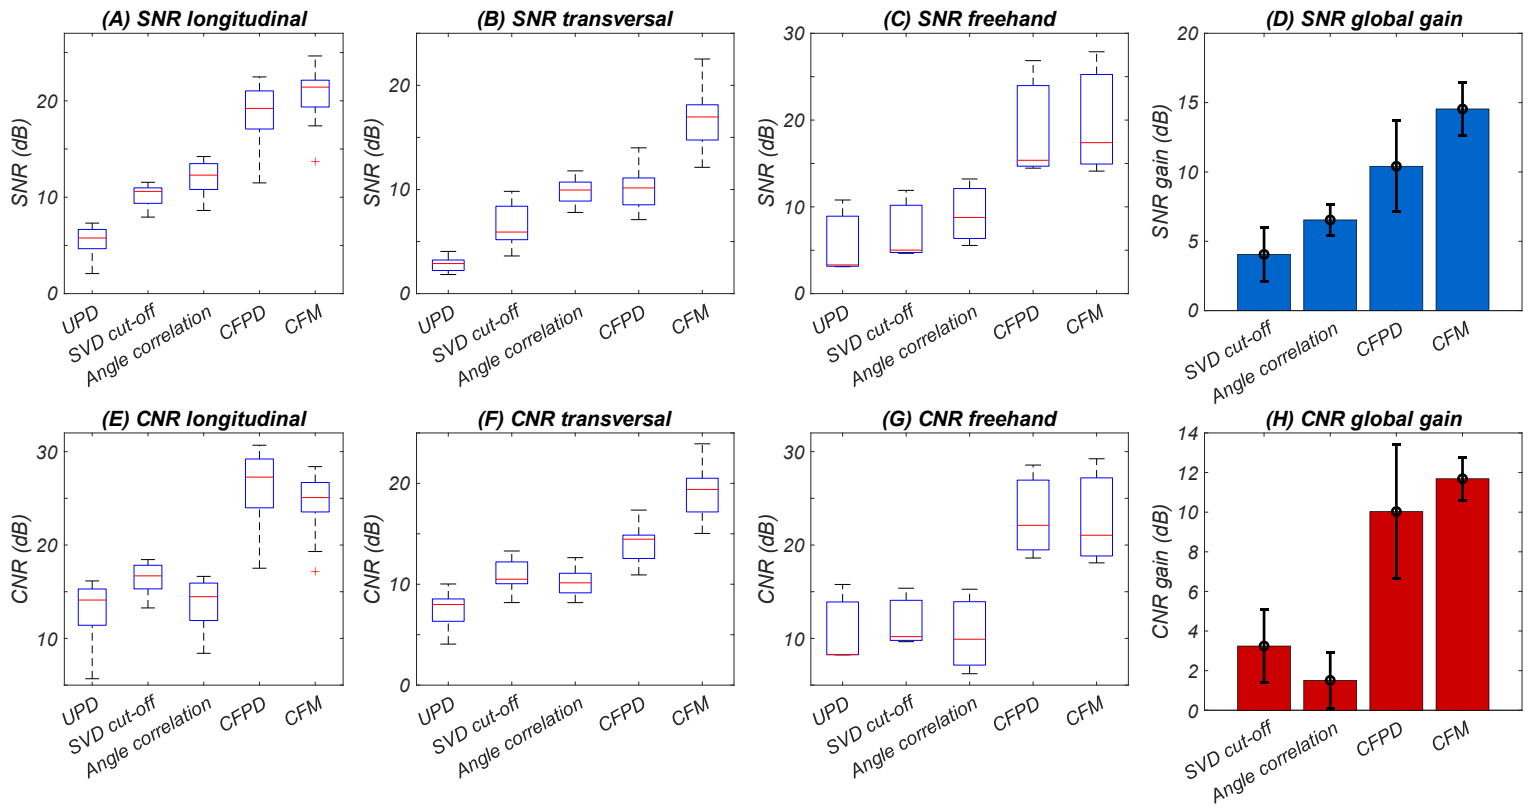 (A) SNR longitudinal
SNR (dB)
20
10
0
UPD
SVD cut-off
Angle correlation
CFPD
CFM
(B) SNR transversal
SNR (dB)
20
10
0
UPD
SVD cut-off
Angle correlation
CFPD
CFM
(C) SNR freehand
SNR (dB)
30
20
10
0
UPD
SVD cut-off
Angle correlation
CFPD
CFM
(D) SNR global gain
SNR gain (dB)
20
15
10
5
0
SVD cut-off
Angle correlation
CFPD
CFM
(E) CNR longitudinal
CNR (dB)
30
20
10
UPD
SVD cut-off
Angle correlation
CFPD
CFM
(F) CNR transversal
CNR (dB)
20
10
0
UPD
SVD cut-off
Angle correlation
CFPD
CFM
(G) CNR freehand
CNR (dB)
30
20
10
UPD
SVD cut-off
Angle correlation
CFPD
CFM
(H) CNR global gain
CNR gain (dB)
14
12
10
8
6
4
2
0
SVD cut-off
Angle correlation
CFPD
CFM